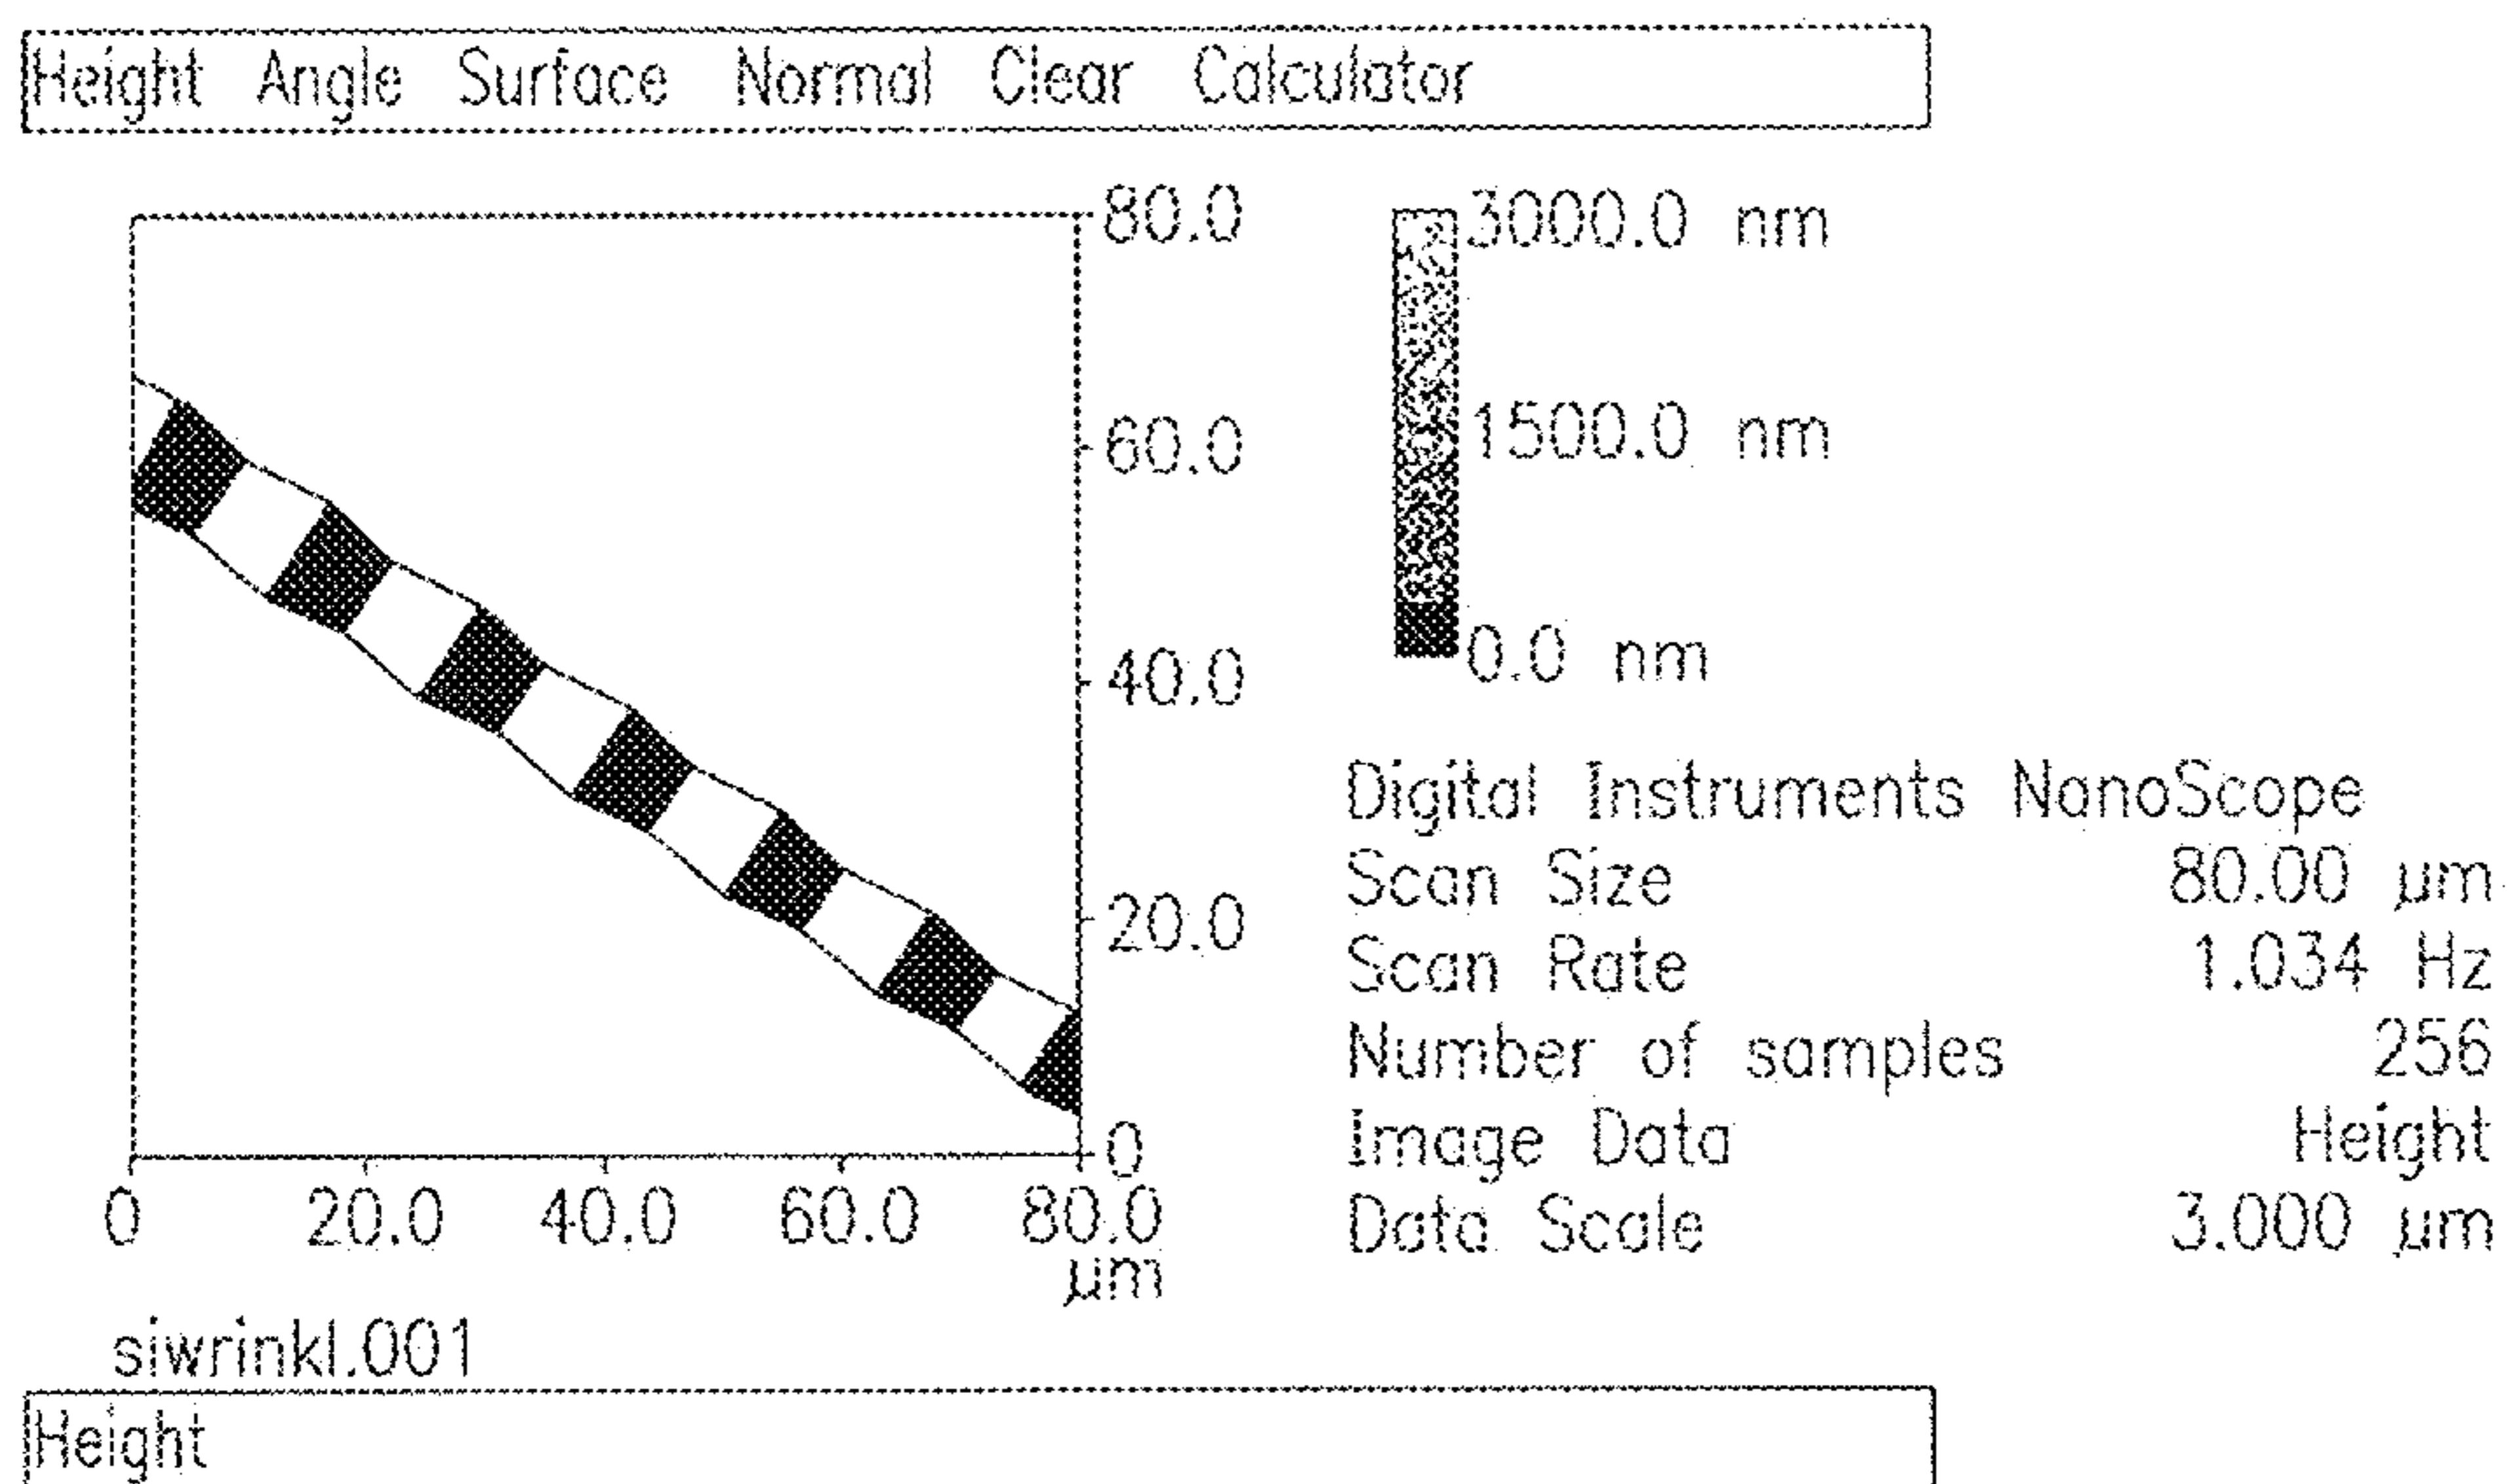 Height Angle Surface Normal Clear Calculator
80.0
60.0
40.0
20.0
0
0 20.0 40.0 60.0 80.0
µm
3000.0 nm
1500.0 nm
0.0 nm
Digital Instruments NanoScope
Scan Size 80.00 µm
Scan Rate 1.034 Hz
Number of samples 256
Image Data Height
Data Scale 3.000 µm
siwrinkl.001
Height